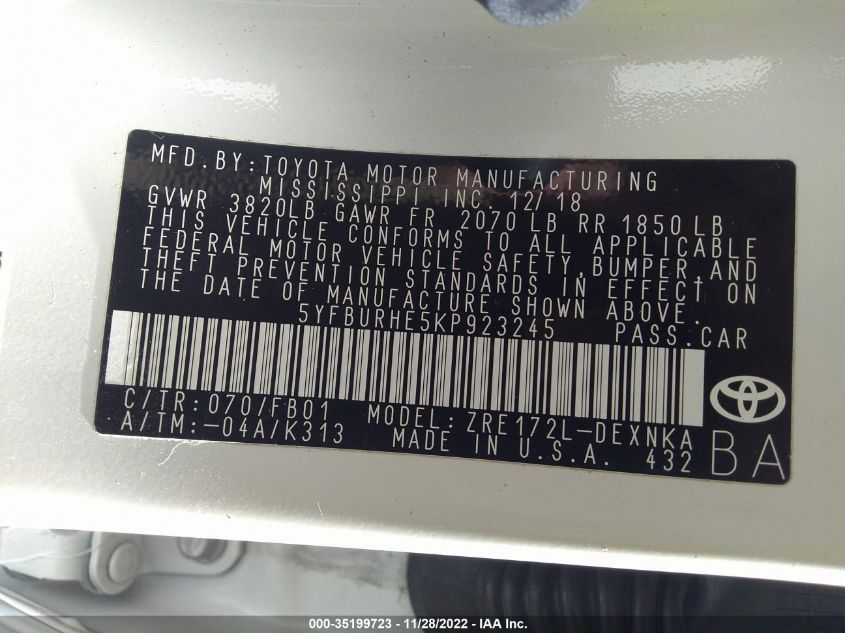 MFD. BY: TOYOTA MOTOR MANUFACTURING
MISSISSIPPI INC. 12/18
GVWR 3820LB GAWR FR 2070 LB RR 1850 LB
THIS VEHICLE CONFORMS TO ALL APPLICABLE
FEDERAL MOTOR VEHICLE SAFETY, BUMPER, AND
THEFT PREVENTION STANDARDS IN EFFECT ON
THE DATE OF MANUFACTURE SHOWN ABOVE.
5YFBURHE5KP923245 PASS.CAR
C/TR: 070/FB01 MODEL: ZRE172L-DEXNKA
A/TM: -04A/K313 MADE IN U.S.A. 432 BA
000-35199723 - 11/28/2022 - IAA Inc.